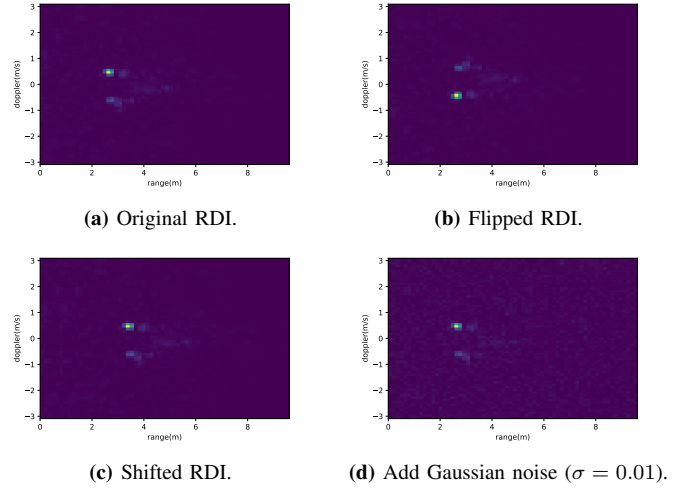 3
2
1
0
−1
−2
−3
doppler(m/s)
0 2 4 6 8
range(m)
3
2
1
0
−1
−2
−3
doppler(m/s)
0 2 4 6 8
range(m)
(a) Original RDI.
(b) Flipped RDI.
3
2
1
0
−1
−2
−3
doppler(m/s)
0 2 4 6 8
range(m)
3
2
1
0
−1
−2
−3
doppler(m/s)
0 2 4 6 8
range(m)
(c) Shifted RDI.
(d) Add Gaussian noise (σ = 0.01).